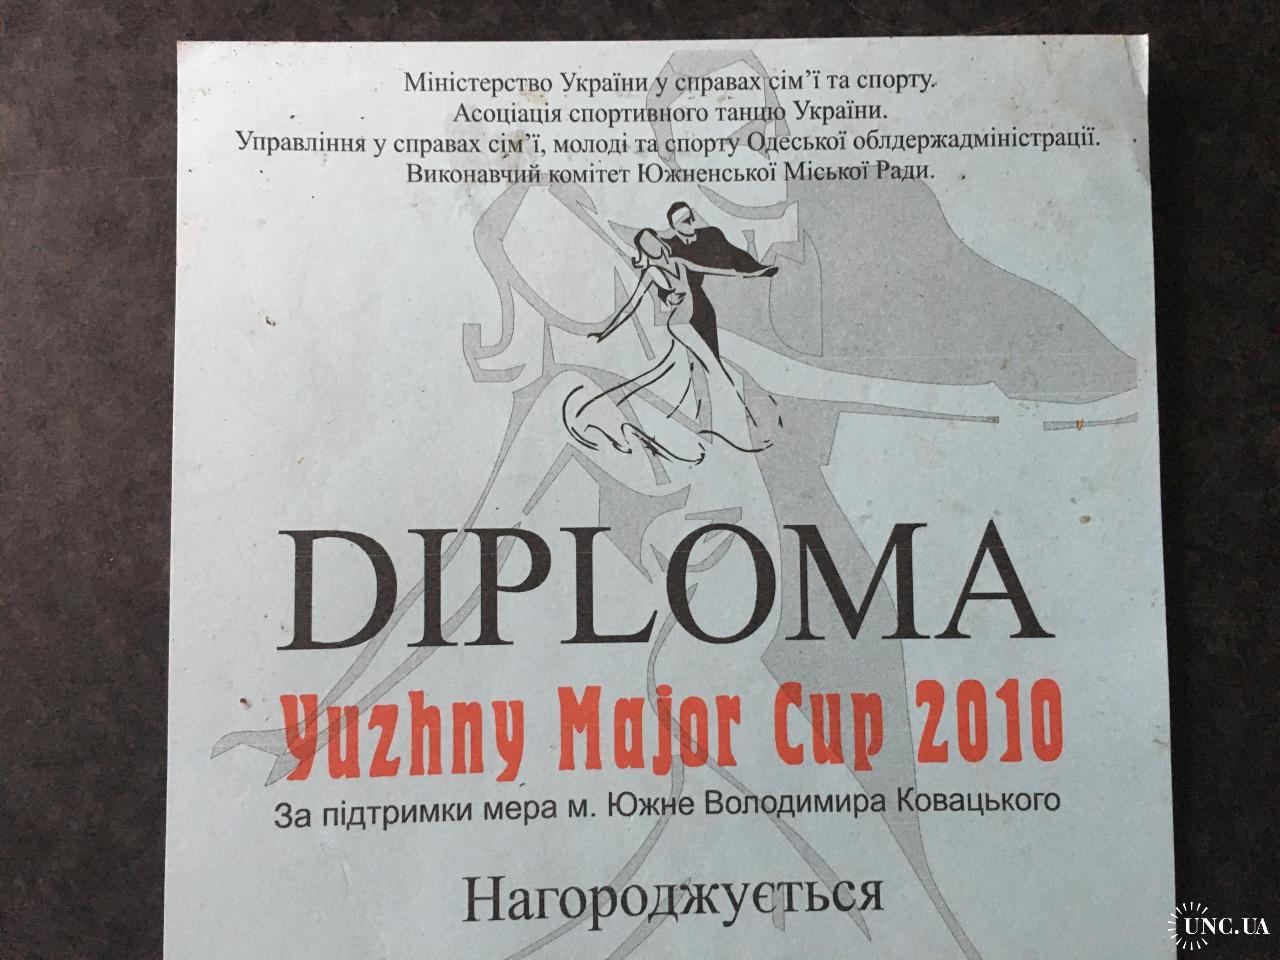 Міністерство України у справах сім'ї та спорту.
Асоціація спортивного танцю України.
Управління у справах сім'ї, молоді та спорту Одеської облдержадміністрації.
Виконавчий комітет Южненської Міської Ради.
DIPLOMA
Yuzhny Major Cup 2010
За підтримки мера м. Южне Володимира Ковацького
Нагороджується
UNC.UA